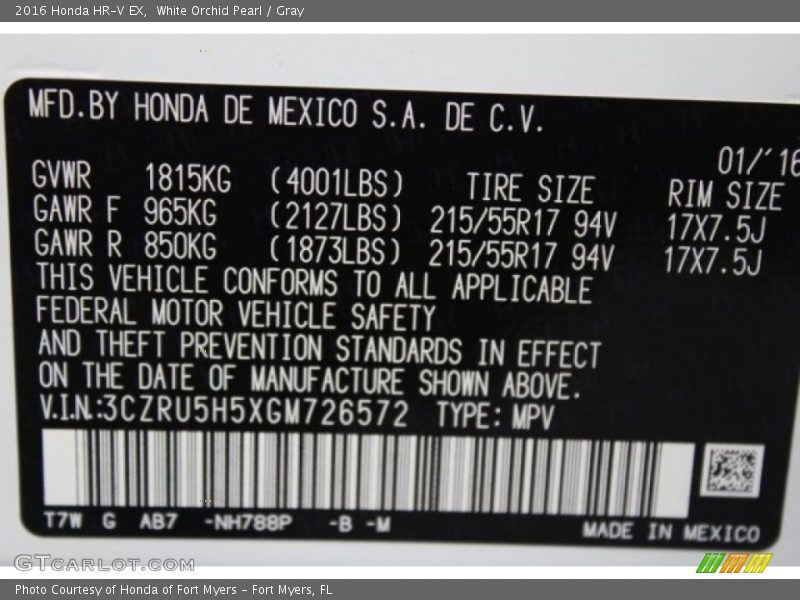 2016 Honda HR-V EX, White Orchid Pearl / Gray
MFD.BY HONDA DE MEXICO S.A. DE C.V.
01/'16
GVWR 1815KG (4001LBS) TIRE SIZE RIM SIZE
GAWR F 965KG (2127LBS) 215/55R17 94V 17X7.5J
GAWR R 850KG (1873LBS) 215/55R17 94V 17X7.5J
THIS VEHICLE CONFORMS TO ALL APPLICABLE
FEDERAL MOTOR VEHICLE SAFETY
AND THEFT PREVENTION STANDARDS IN EFFECT
ON THE DATE OF MANUFACTURE SHOWN ABOVE.
V.I.N.:3CZRU5H5XGM726572 TYPE: MPV
T7W G AB7 -NH788P -B -M
MADE IN MEXICO
GTCARLOT.COM
Photo Courtesy of Honda of Fort Myers - Fort Myers, FL